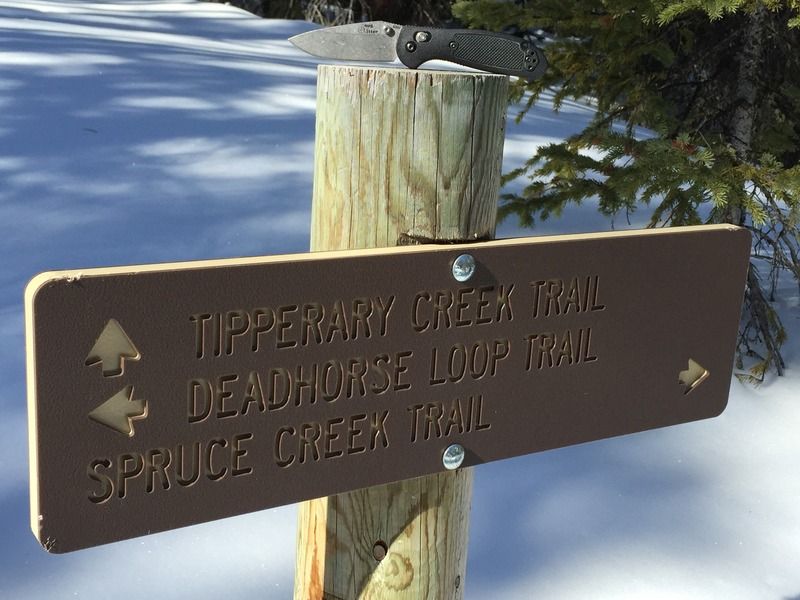 TIPPERARY CREEK TRAIL
DEADHORSE LOOP TRAIL
SPRUCE CREEK TRAIL